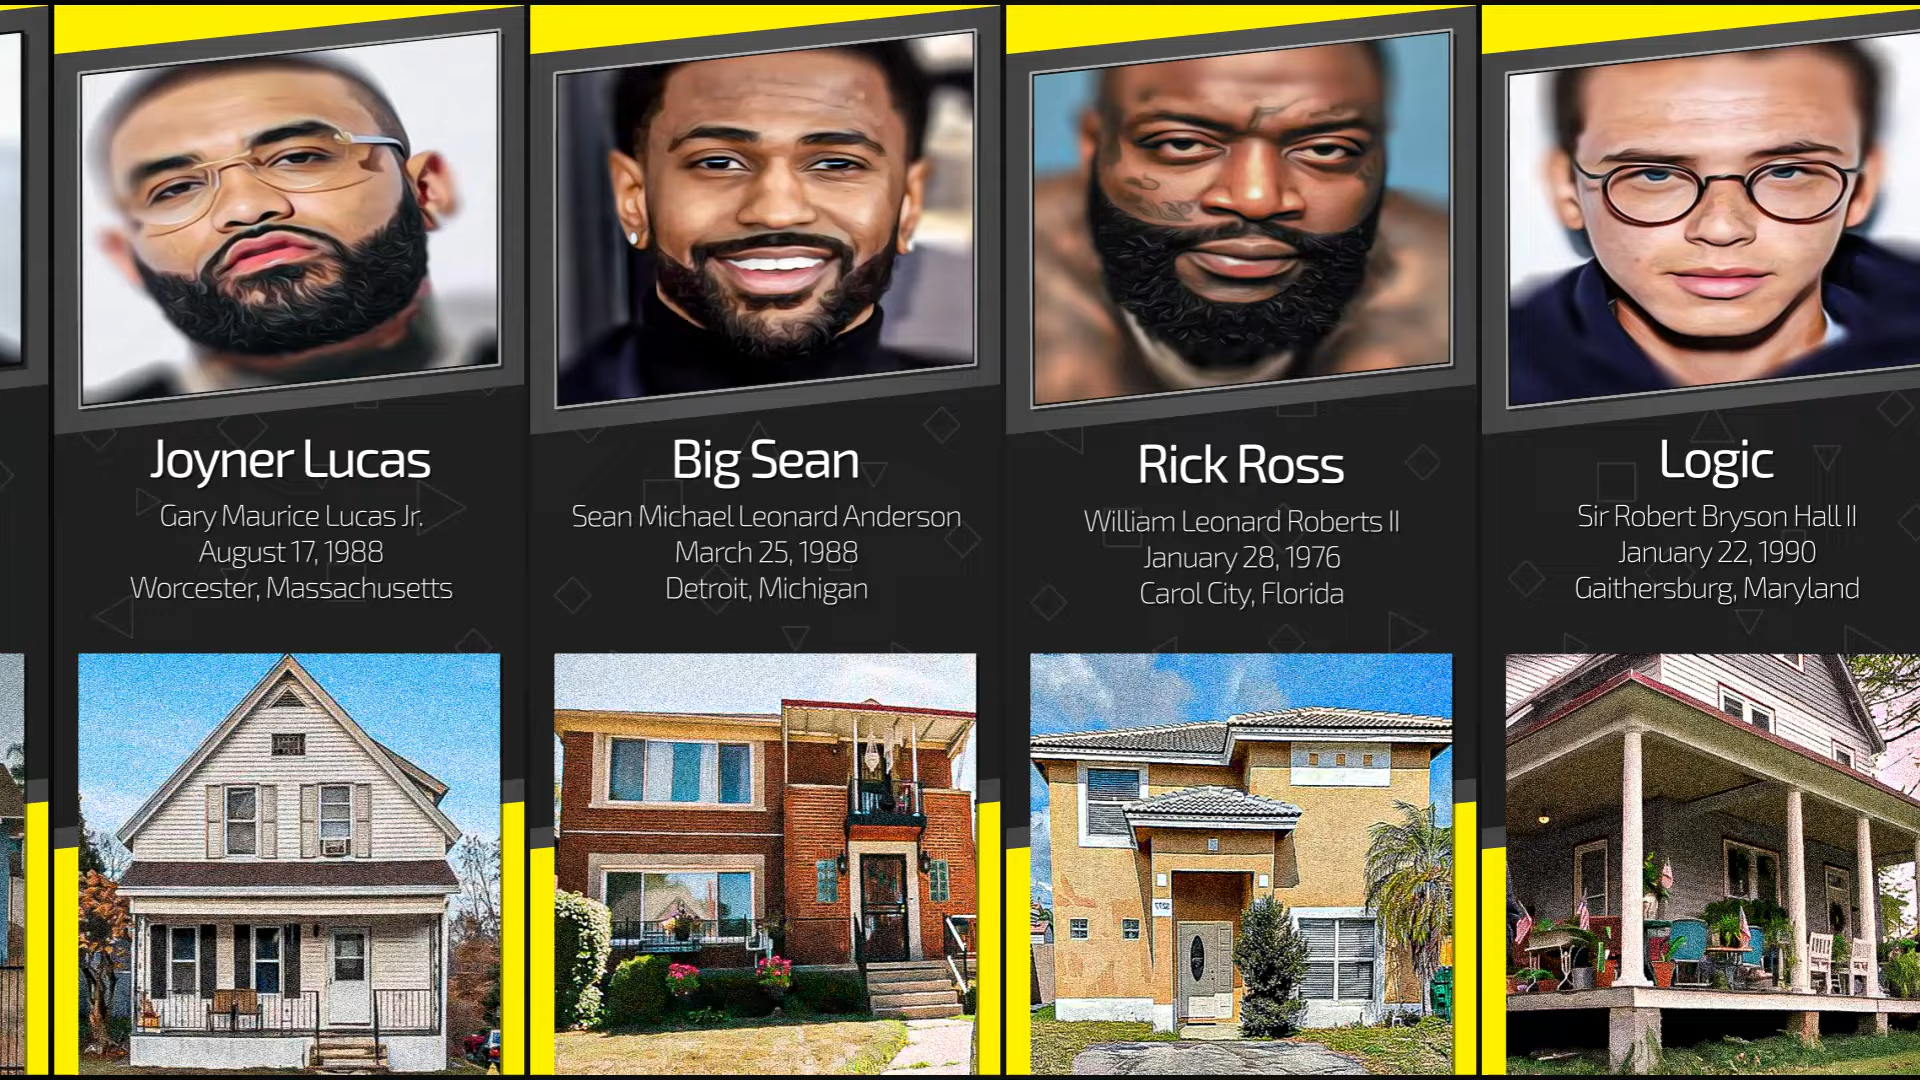 Joyner Lucas
Gary Maurice Lucas Jr.
August 17, 1988
Worcester, Massachusetts
Big Sean
Sean Michael Leonard Anderson
March 25, 1988
Detroit, Michigan
Rick Ross
William Leonard Roberts II
January 28, 1976
Carol City, Florida
Logic
Sir Robert Bryson Hall II
January 22, 1990
Gaithersburg, Maryland